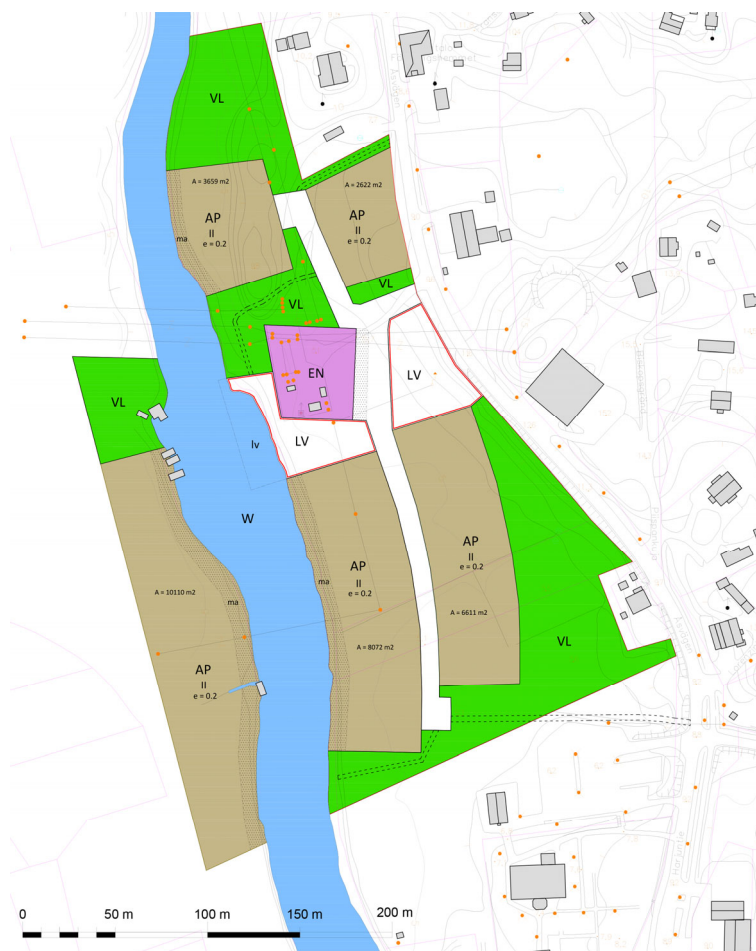 VL
A = 3659 m2
AP
II
e = 0.2
ma
A = 2622 m2
AP
II
e = 0.2
VL
VL
EN
LV
VL
LV
lv
W
AP
II
e = 0.2
A = 6611 m2
AP
II
e = 0.2
ma
A = 8072 m2
A = 10110 m2
ma
AP
II
e = 0.2
VL
0
50 m
100 m
150 m
200 m